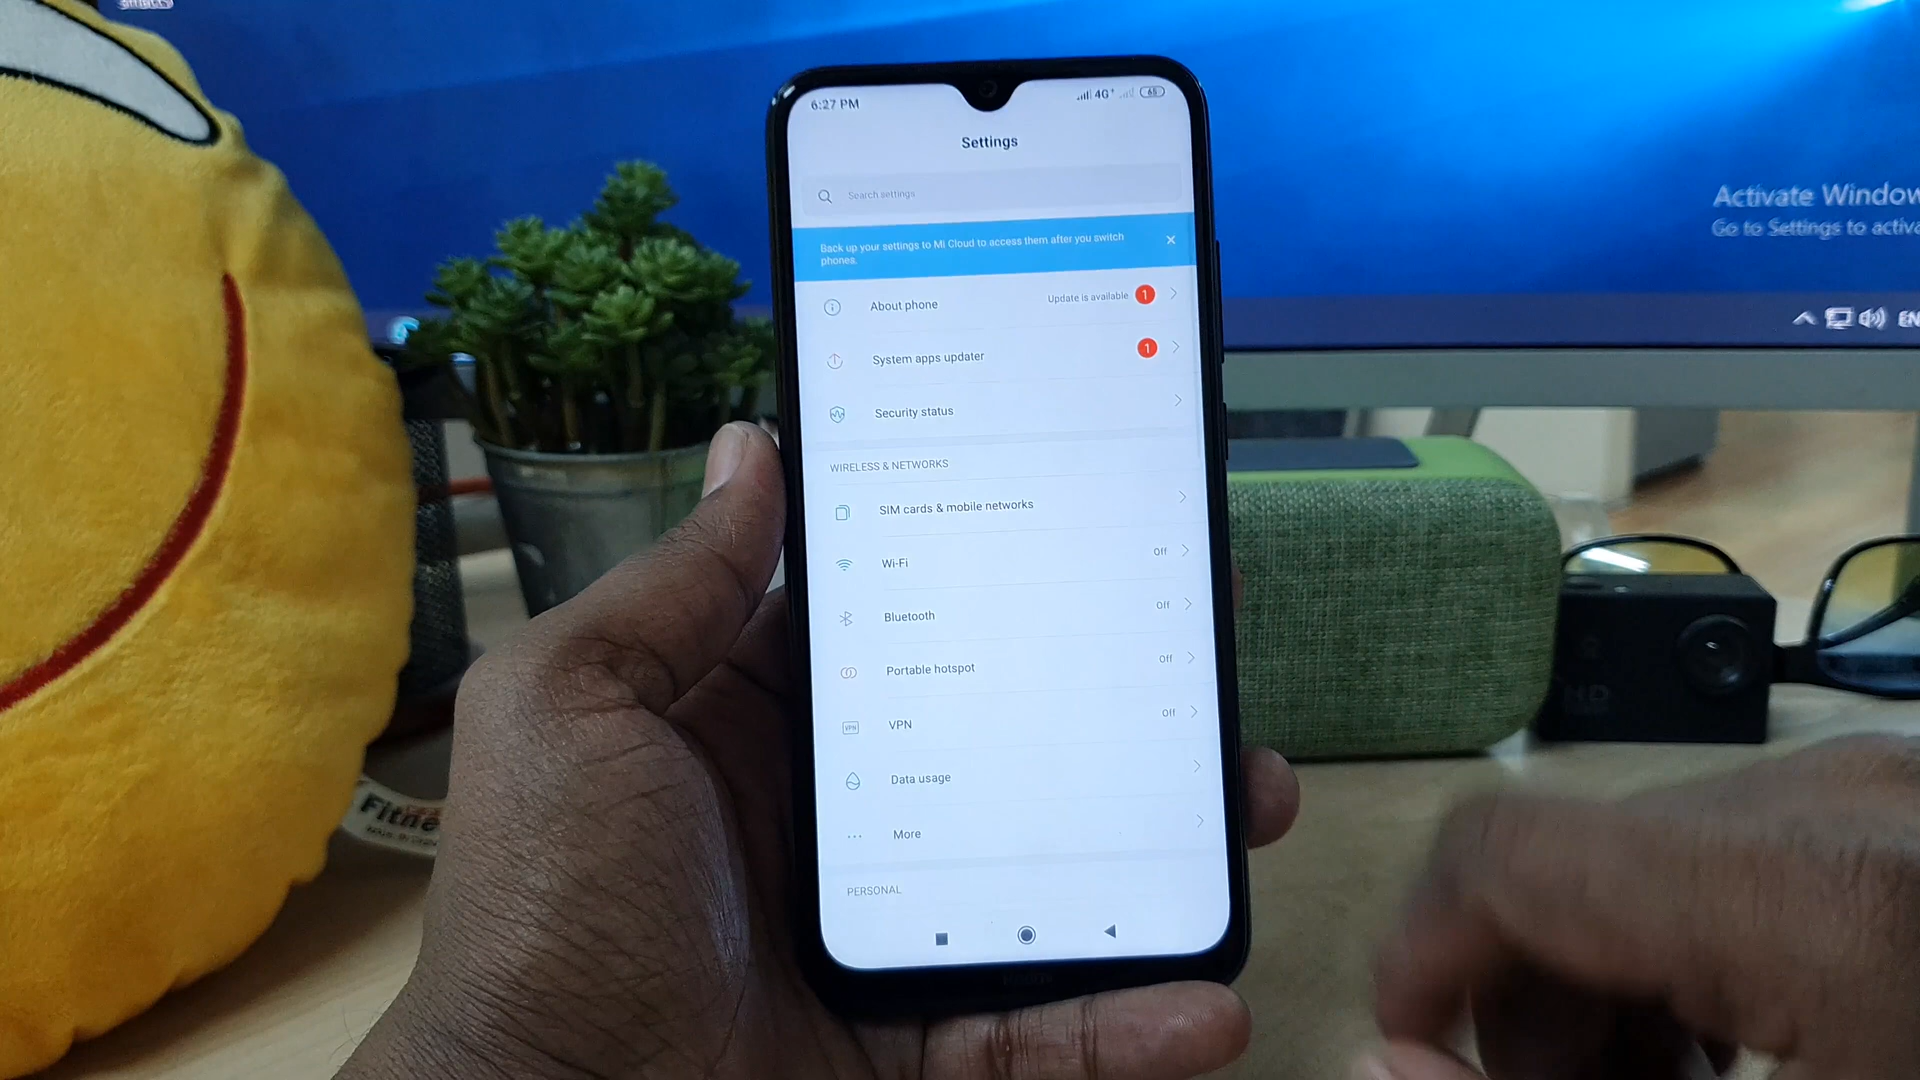 6:27 PM
4G+
65
Settings
Search settings
Back up your settings to Mi Cloud to access them after you switch
phones.
About phone
Update is available
1
System apps updater
1
Security status
WIRELESS & NETWORKS
SIM cards & mobile networks
Wi-Fi
Off
Bluetooth
Off
Portable hotspot
Off
VPN
VPN
Off
Data usage
More
PERSONAL
Activate Window
Go to Settings to activa
EN
Fitne
HD